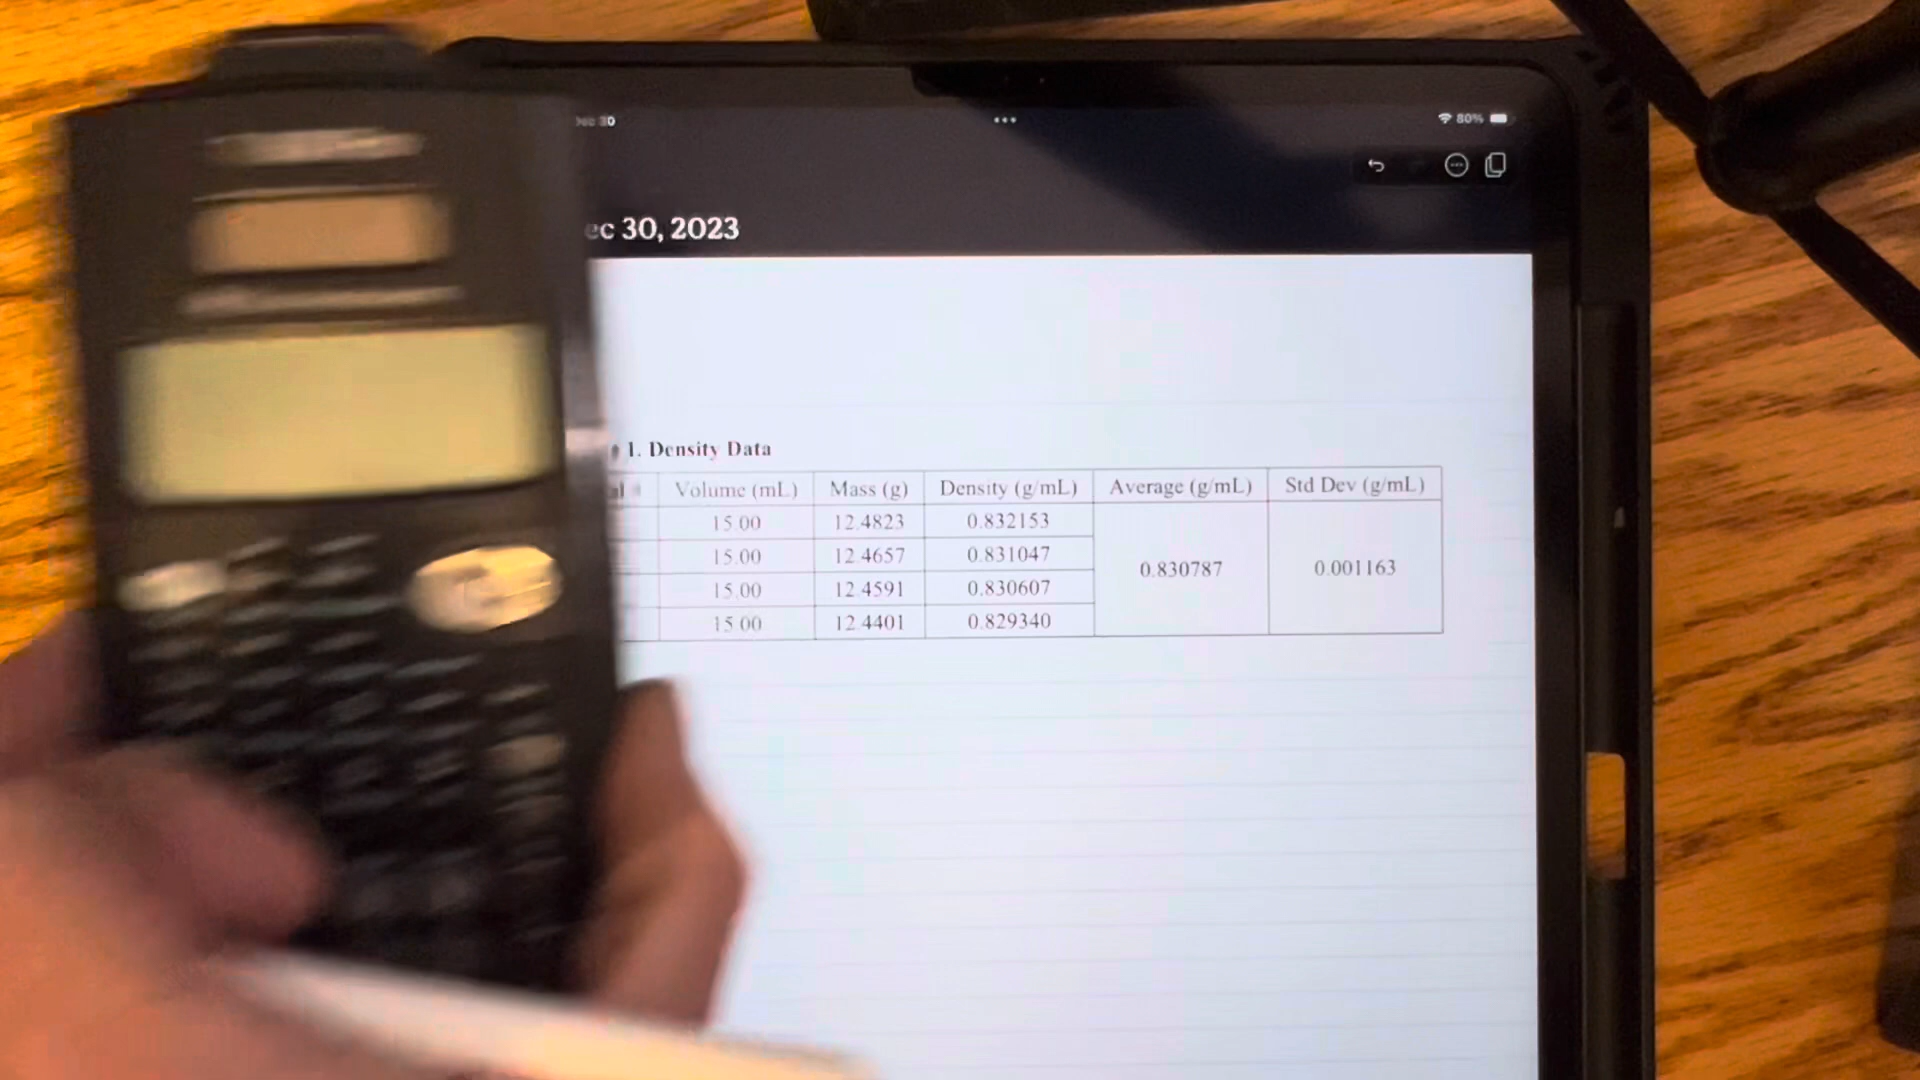 30
80%
30, 2023
1. Density Data
Volume (mL) Mass (g) Density (g/mL) Average (g/mL) Std Dev (g/mL)
15.00 12.4823 0.832153
15.00 12.4657 0.831047
0.830787 0.001163
15.00 12.4591 0.830607
15.00 12.4401 0.829340